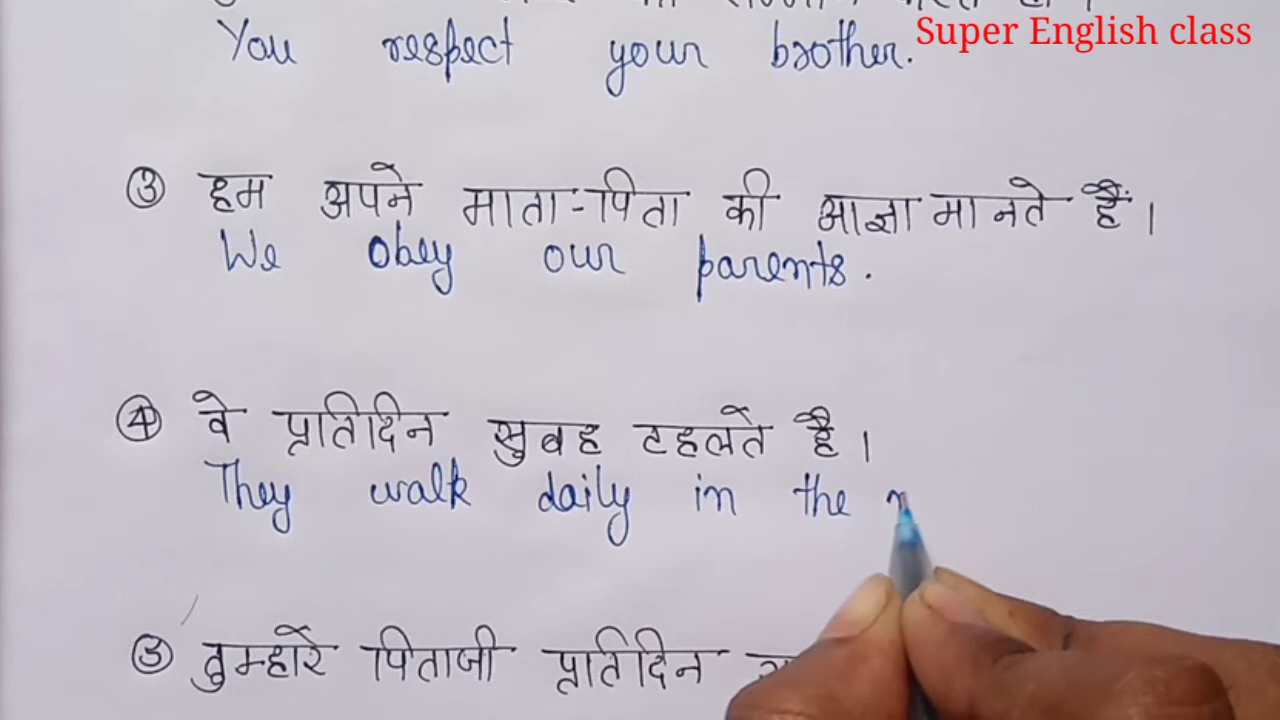 Super English class
You respect your brother.
③ हम अपने माता-पिता की आज्ञा मानते हैं।
We obey our parents.
④ वे प्रतिदिन सुबह टहलते है।
They walk daily in the
⑤ तुम्हारे पिताजी प्रतिदिन